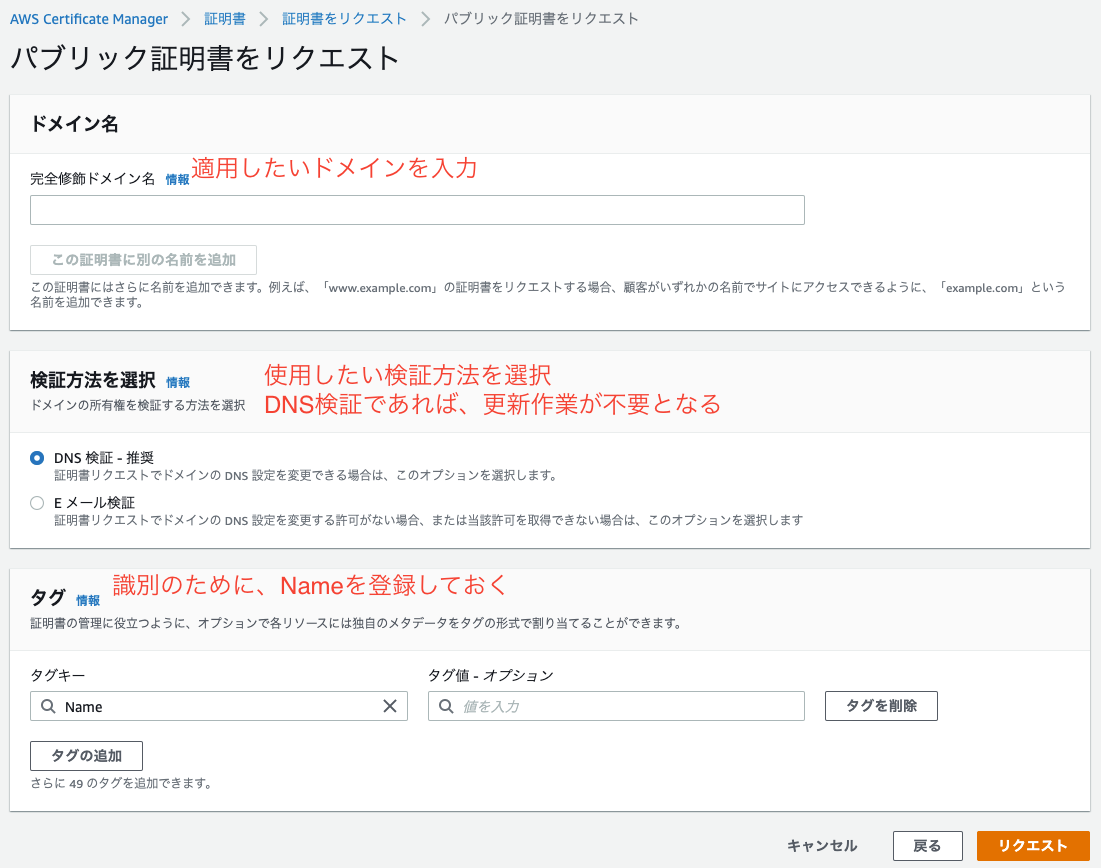 AWS Certificate Manager > 証明書 > 証明書をリクエスト > パブリック証明書をリクエスト
パブリック証明書をリクエスト
ドメイン名
完全修飾ドメイン名 情報 適用したいドメインを入力
この証明書に別の名前を追加
この証明書にはさらに名前を追加できます。例えば、「www.example.com」の証明書をリクエストする場合、顧客がいずれかの名前でサイトにアクセスできるように、「example.com」という
名前を追加できます。
検証方法を選択 情報 使用したい検証方法を選択
ドメインの所有権を検証する方法を選択 DNS検証であれば、更新作業が不要となる
DNS 検証 - 推奨
証明書リクエストでドメインの DNS 設定を変更できる場合は、このオプションを選択します。
E メール検証
証明書リクエストでドメインの DNS 設定を変更する許可がない場合、または当該許可を取得できない場合は、このオプションを選択します
タグ 情報 識別のために、Nameを登録しておく
証明書の管理に役立つように、オプションで各リソースには独自のメタデータをタグの形式で割り当てることができます。
タグキー タグ値 - オプション
Name 値を入力 タグを削除
タグの追加
さらに 49 のタグを追加できます。
キャンセル 戻る リクエスト